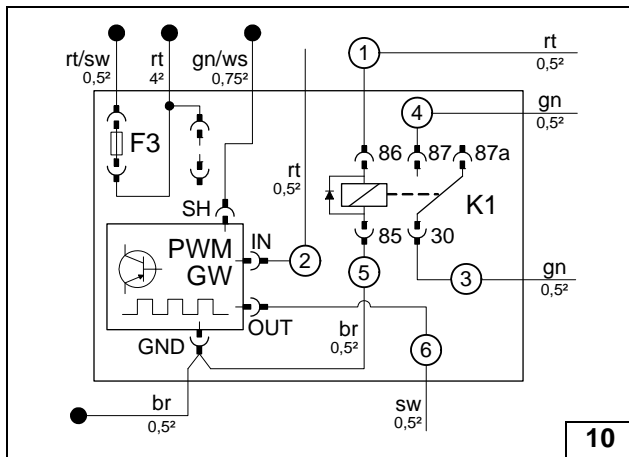 rt/sw
0,5²
rt
4²
gn/ws
0,75²
1
rt
0,5²
4
gn
0,5²
F3
rt
0,5²
86
87
87a
K1
SH
PWM
GW
IN
2
85
30
5
3
gn
0,5²
OUT
GND
br
0,5²
6
br
0,5²
sw
0,5²
10